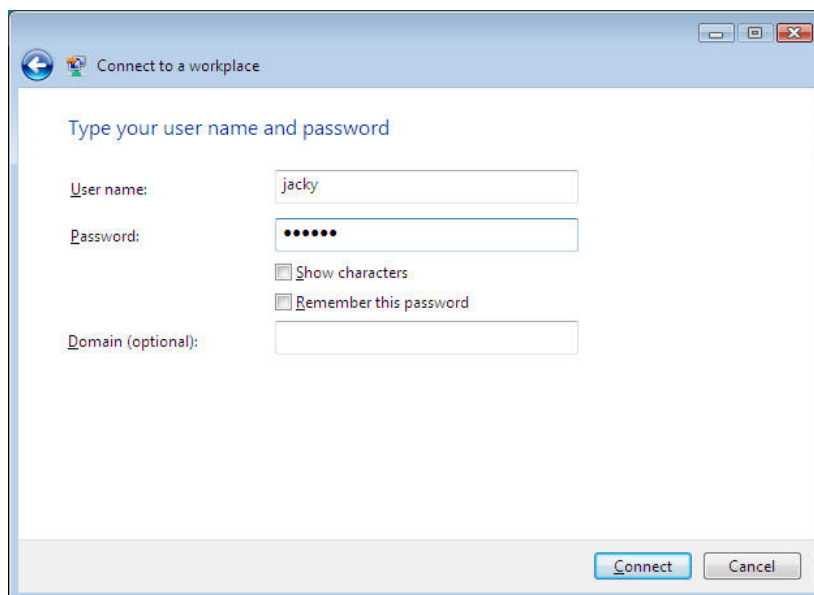 Connect to a workplace
Type your user name and password
User name: jacky
Password: ••••••
Show characters
Remember this password
Domain (optional):
Connect Cancel